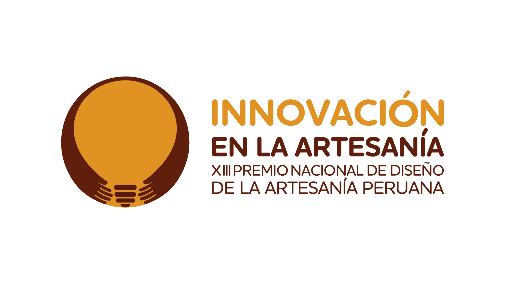 INNOVACIÓN
EN LA ARTESANÍA
XIII PREMIO NACIONAL DE DISEÑO
DE LA ARTESANÍA PERUANA